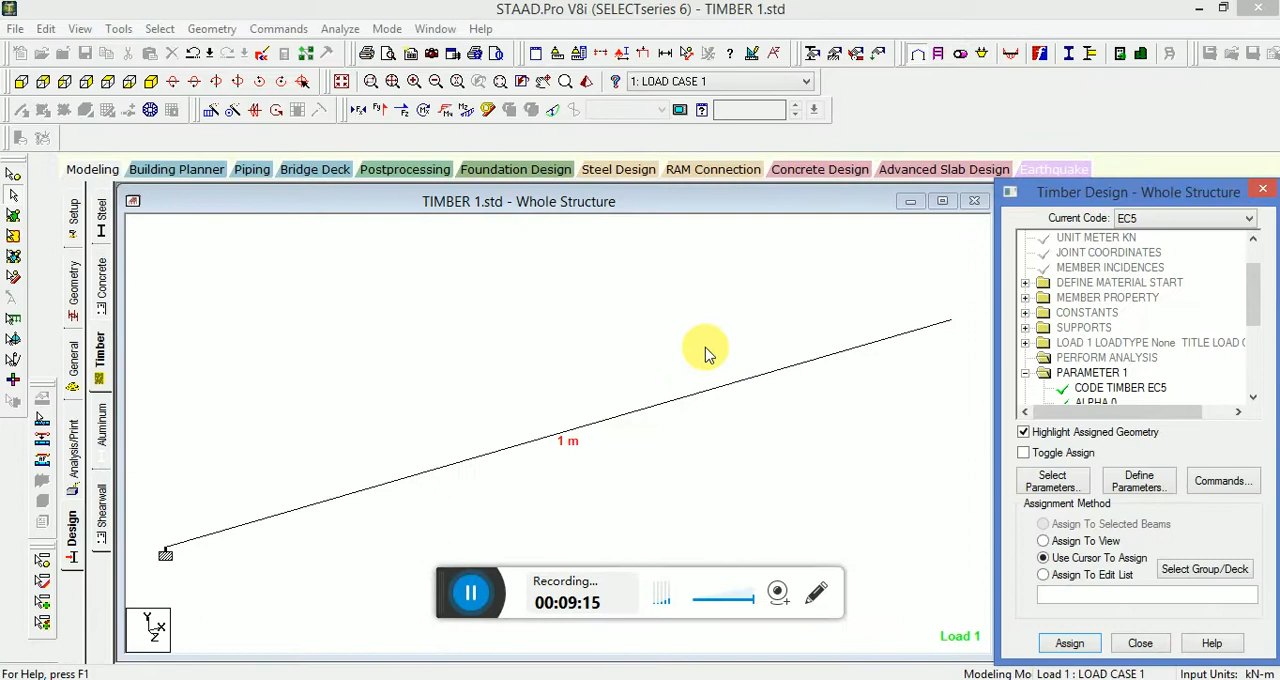 STAAD.Pro V8i (SELECTseries 6) - TIMBER 1.std
File Edit View Tools Select Geometry Commands Analyze Mode Window Help
1: LOAD CASE 1
Modeling Building Planner Piping Bridge Deck Postprocessing Foundation Design Steel Design RAM Connection Concrete Design Advanced Slab Design Earthquake
Setup
Geometry
General
Analysis/Print
Design
Steel
Concrete
Timber
Aluminum
Shearwall
TIMBER 1.std - Whole Structure
1 m
Y
X
Z
Load 1
Recording...
00:09:15
Timber Design - Whole Structure
Current Code: EC5
UNIT METER KN
JOINT COORDINATES
MEMBER INCIDENCES
DEFINE MATERIAL START
MEMBER PROPERTY
CONSTANTS
SUPPORTS
LOAD 1 LOADTYPE None TITLE LOAD C
PERFORM ANALYSIS
PARAMETER 1
CODE TIMBER EC5
ALPHA 0
Highlight Assigned Geometry
Toggle Assign
Select Parameters..
Define Parameters..
Commands...
Assignment Method
Assign To Selected Beams
Assign To View
Use Cursor To Assign
Select Group/Deck
Assign To Edit List
Assign Close Help
For Help, press F1
Modeling Mo Load 1 : LOAD CASE 1 Input Units: kN-m